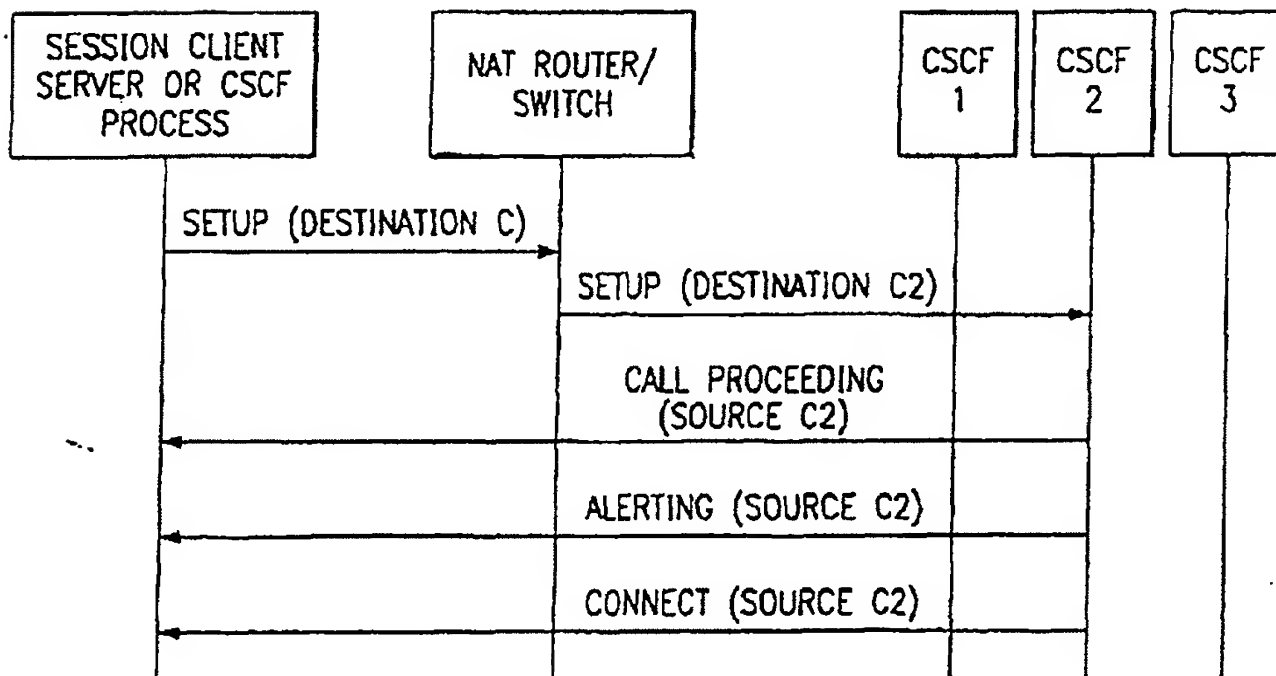 SESSION CLIENT
SERVER OR CSCF
PROCESS
NAT ROUTER/
SWITCH
CSCF
1
CSCF
2
CSCF
3
SETUP (DESTINATION C)
SETUP (DESTINATION C2)
CALL PROCEEDING
(SOURCE C2)
ALERTING (SOURCE C2)
CONNECT (SOURCE C2)